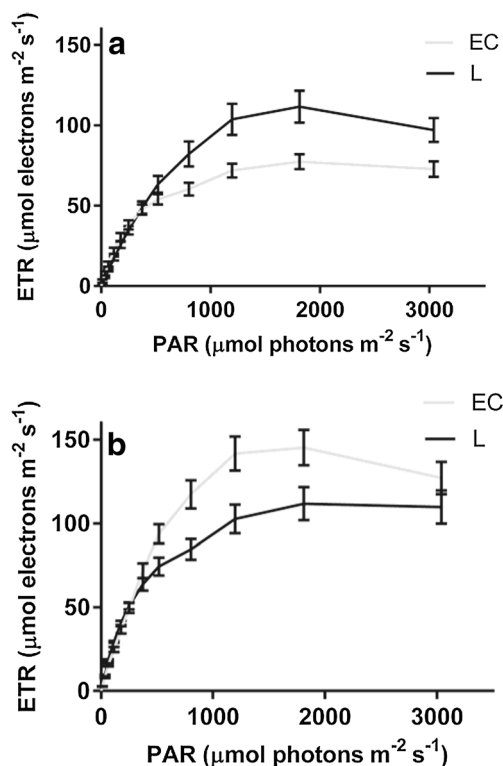 a
EC
L
150
100
50
0
ETR (μmol electrons m⁻² s⁻¹)
0 1000 2000 3000
PAR (μmol photons m⁻² s⁻¹)
b
EC
L
150
100
50
0
ETR (μmol electrons m⁻² s⁻¹)
0 1000 2000 3000
PAR (μmol photons m⁻² s⁻¹)